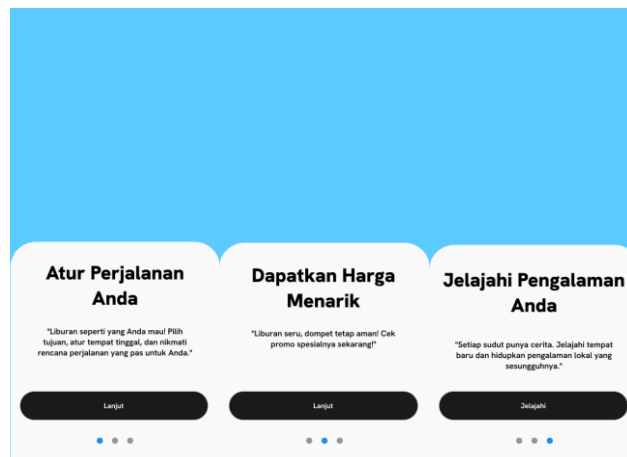 Atur Perjalanan
Anda
"Liburan seperti yang Anda mau! Pilih
tujuan, atur tempat tinggal, dan nikmati
rencana perjalanan yang pas untuk Anda."
Lanjut
Dapatkan Harga
Menarik
"Liburan seru, dompet tetap aman! Cek
promo spesialnya sekarang!"
Lanjut
Jelajahi Pengalaman
Anda
"Setiap sudut punya cerita. Jelajahi tempat
baru dan hidupkan pengalaman lokal yang
sesungguhnya."
Jelajahi